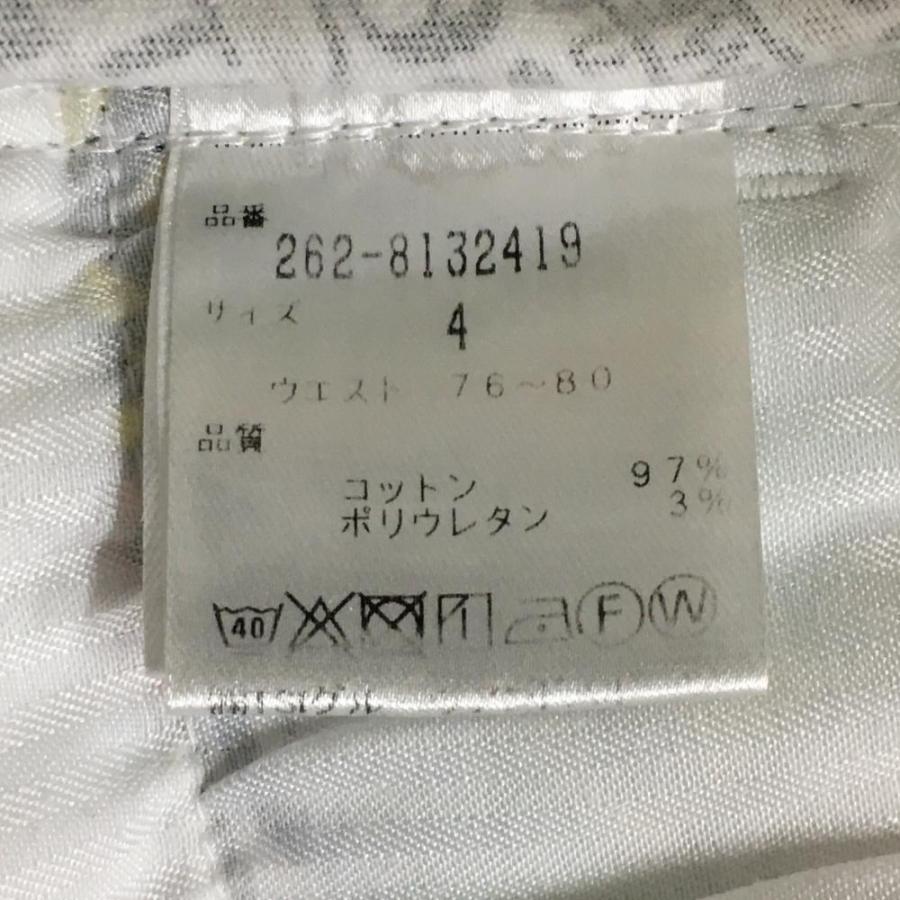 品番
262-8132419
サイズ 4
ウエスト 76～80
品質
コットン 97%
ポリウレタン 3%
40 F W